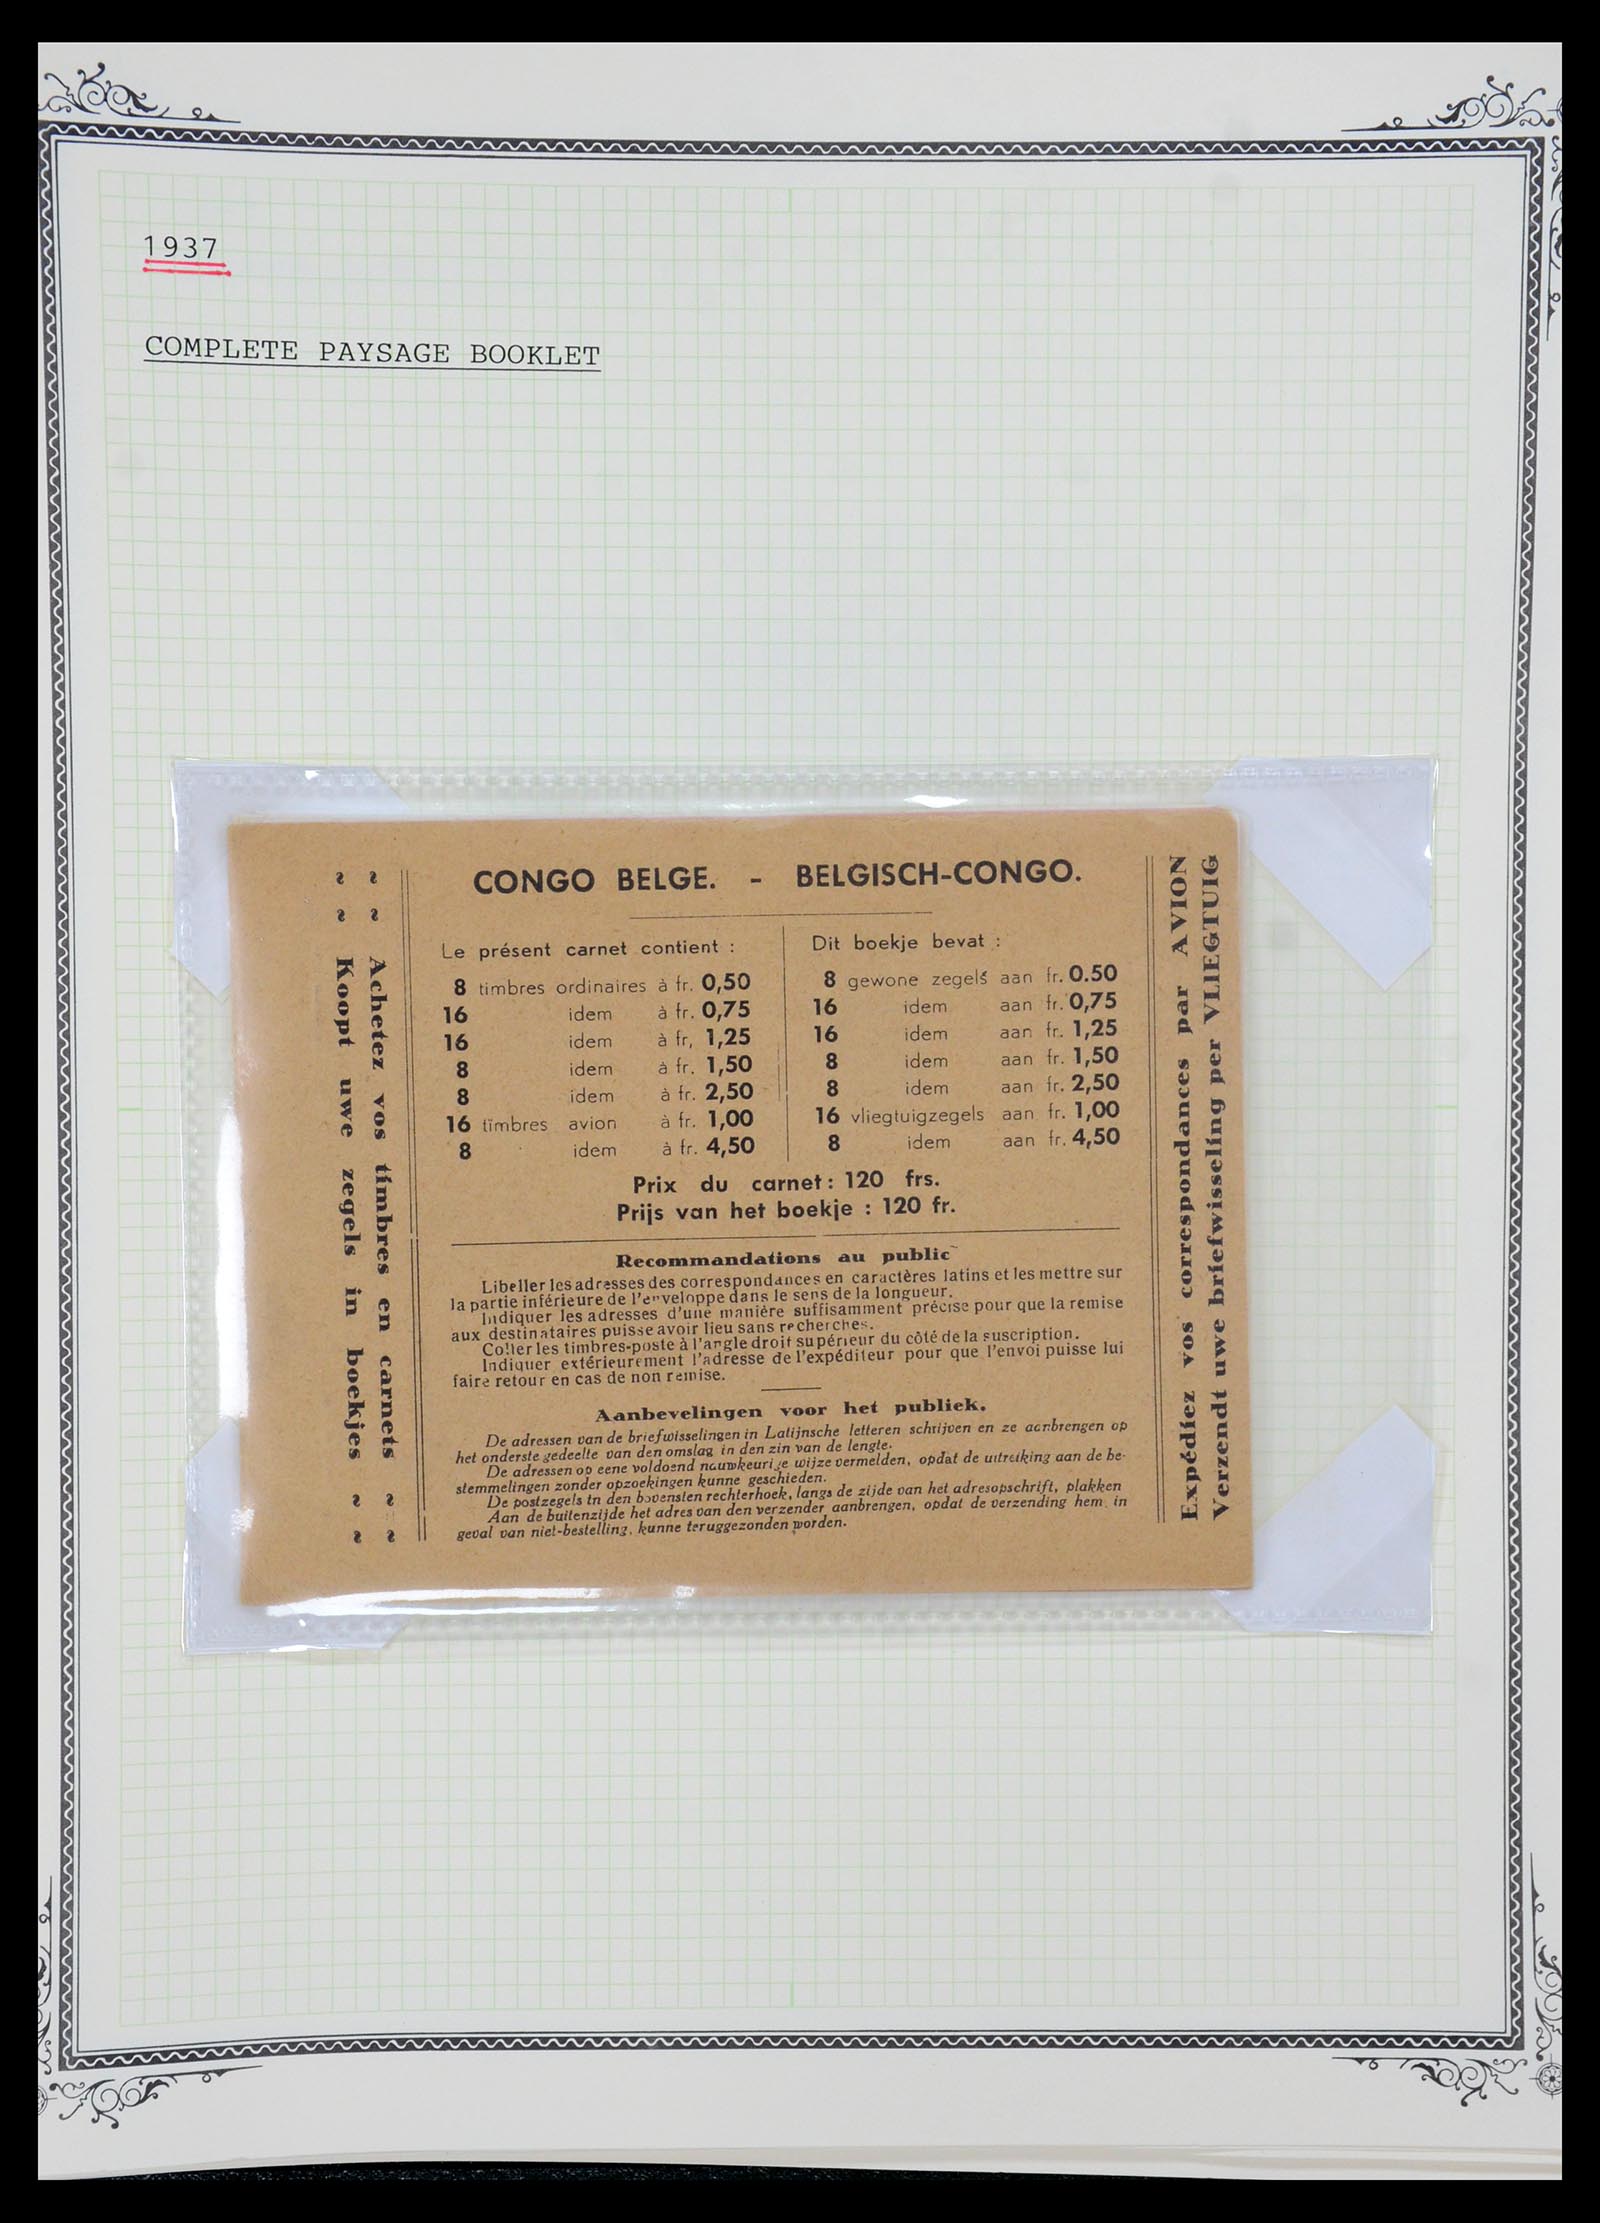 1937
COMPLETE PAYSAGE BOOKLET
CONGO BELGE. - BELGISCH-CONGO.
Le présent carnet contient :
8 timbres ordinaires à fr. 0,50
16 idem à fr. 0,75
16 idem à fr, 1,25
8 idem à fr. 1,50
8 idem à fr. 2,50
16 timbres avion à fr. 1,00
8 idem à fr. 4,50
Dit boekje bevat :
8 gewone zegels aan fr. 0.50
16 idem aan fr. 0,75
16 idem aan fr. 1,25
8 idem aan fr. 1,50
8 idem aan fr. 2,50
16 vliegtuigzegels aan fr. 1,00
8 idem aan fr. 4,50
Prix du carnet : 120 frs.
Prijs van het boekje : 120 fr.
Recommandations au public
Libeller les adresses des correspondances en caractères latins et les mettre sur
la partie inférieure de l'enveloppe dans le sens de la longueur.
Indiquer les adresses d'une manière suffisamment précise pour que la remise
aux destinataires puisse avoir lieu sans recherches.
Coller les timbres-poste à l'angle droit supérieur du côté de la suscription.
Indiquer extérieurement l'adresse de l'expéditeur pour que l'envoi puisse lui
faire retour en cas de non remise.
Aanbevelingen voor het publiek.
De adressen van de briefwisselingen in Latijnsche letteren schrijven en ze aanbrengen op
het onderste gedeelte van den omslag in den zin van de lengte.
De adressen op eene voldoend nauwkeurige wijze vermelden, opdat de uitreiking aan de be-
stemmelingen zonder opzoekingen kunne geschieden.
De postzegels in den bovensten rechterhoek, langs de zijde van het adresopschrift, plakken
Aan de buitenzijde het adres van den verzender aanbrengen, opdat de verzending hem, in
geval van niet-bestelling, kunne teruggezonden worden.
Achetez vos timbres en carnets
Koopt uwe zegels in boekjes
Expédiez vos correspondances par AVION
Verzendt uwe briefwisseling per VLIEGTUIG